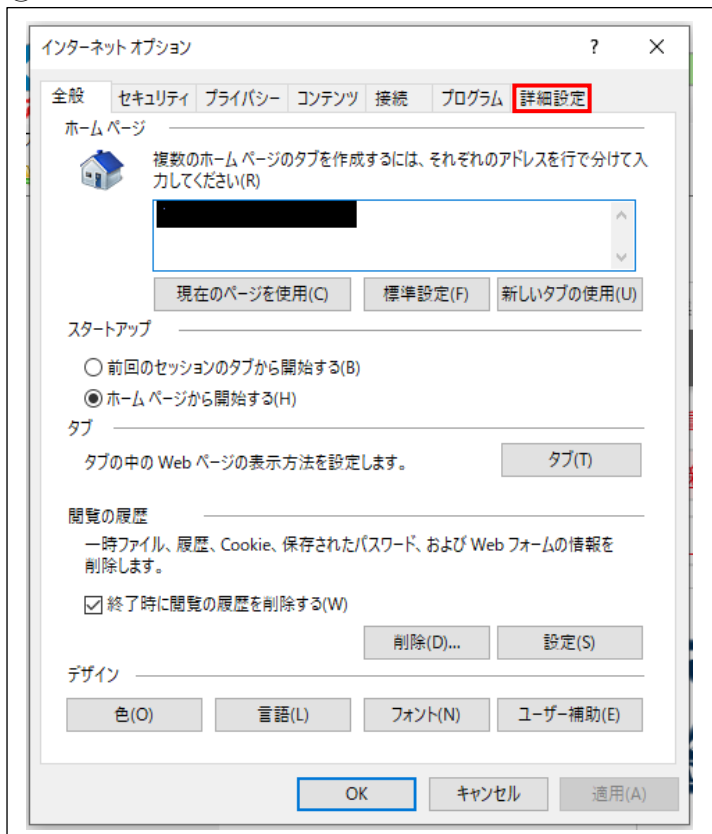 インターネット オプション
?
×
全般 セキュリティ プライバシー コンテンツ 接続 プログラム 詳細設定
ホーム ページ
複数のホーム ページのタブを作成するには、それぞれのアドレスを行で分けて入
力してください(R)
現在のページを使用(C) 標準設定(F) 新しいタブの使用(U)
スタートアップ
前回のセッションのタブから開始する(B)
ホーム ページから開始する(H)
タブ
タブの中の Web ページの表示方法を設定します。 タブ(T)
閲覧の履歴
一時ファイル、履歴、Cookie、保存されたパスワード、および Web フォームの情報を
削除します。
終了時に閲覧の履歴を削除する(W)
削除(D)... 設定(S)
デザイン
色(O) 言語(L) フォント(N) ユーザー補助(E)
OK キャンセル 適用(A)